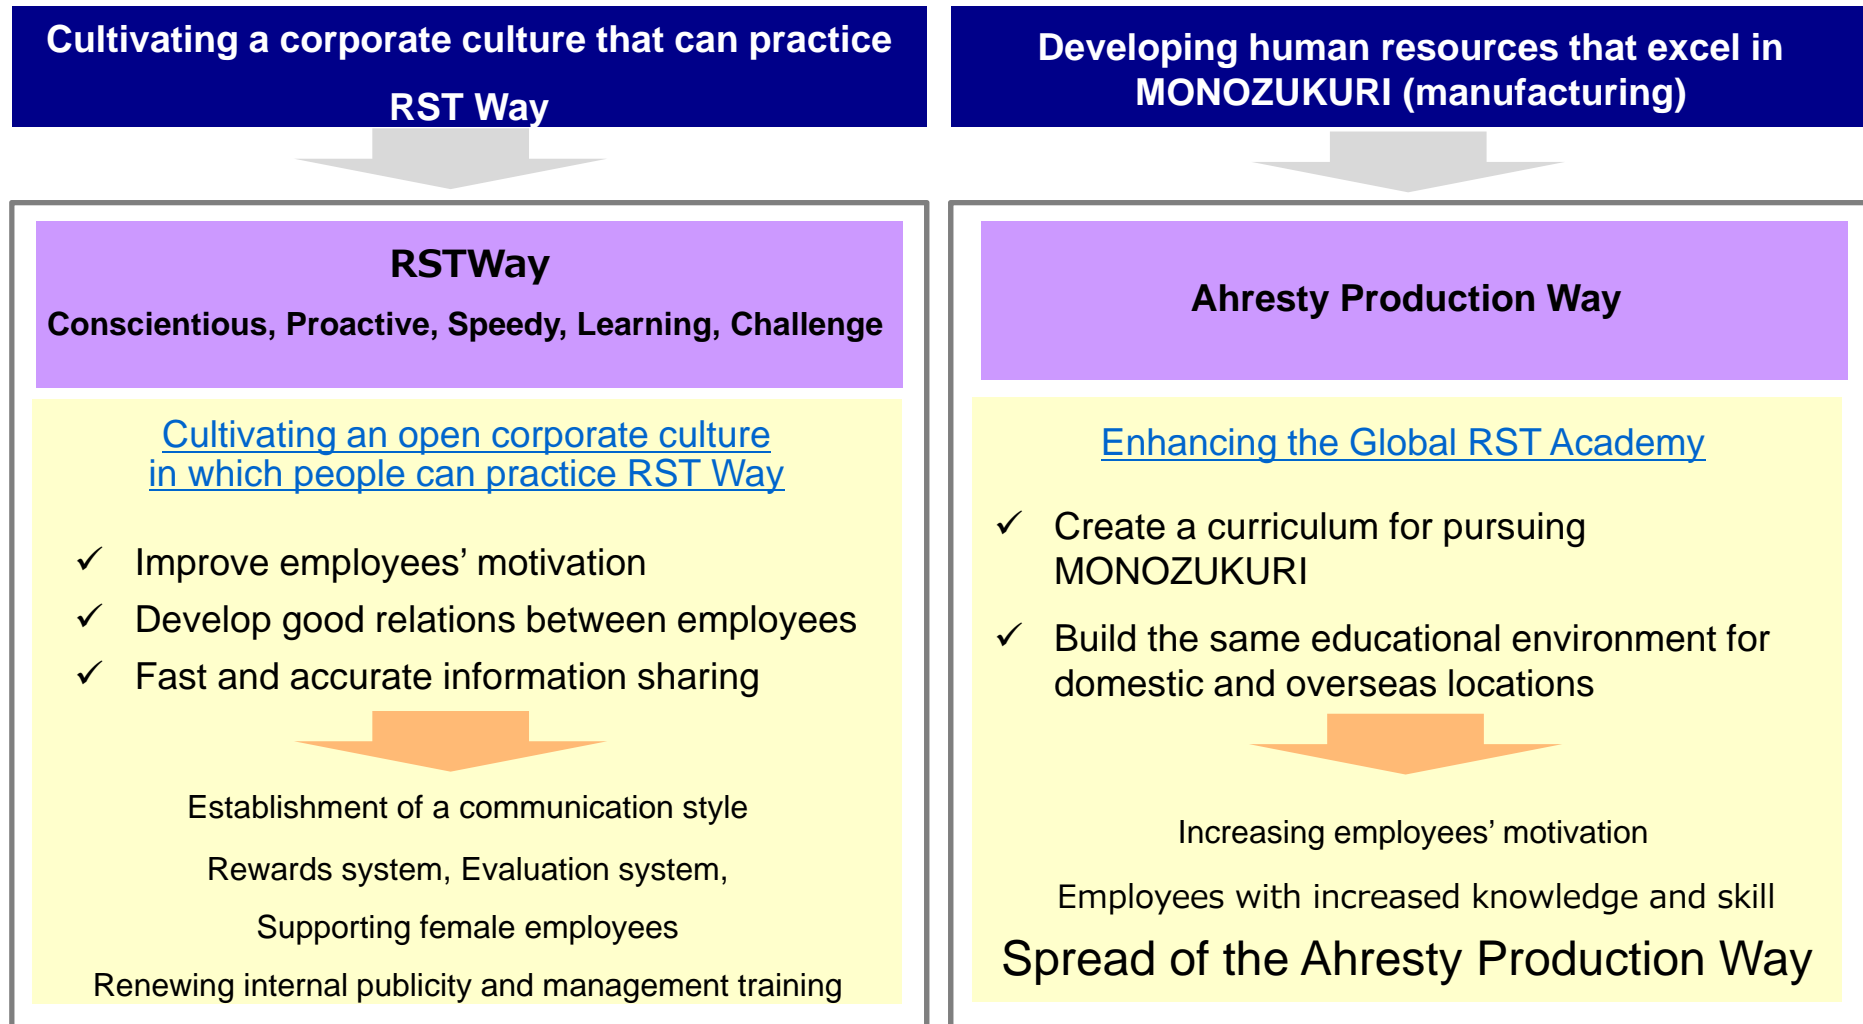 Cultivating a corporate culture that can practice
RST Way
RSTWay
Conscientious, Proactive, Speedy, Learning, Challenge
Cultivating an open corporate culture
in which people can practice RST Way
✓ Improve employees’ motivation
✓ Develop good relations between employees
✓ Fast and accurate information sharing
Establishment of a communication style
Rewards system, Evaluation system,
Supporting female employees
Renewing internal publicity and management training
Developing human resources that excel in
MONOZUKURI (manufacturing)
Ahresty Production Way
Enhancing the Global RST Academy
✓ Create a curriculum for pursuing
MONOZUKURI
✓ Build the same educational environment for
domestic and overseas locations
Increasing employees’ motivation
Employees with increased knowledge and skill
Spread of the Ahresty Production Way